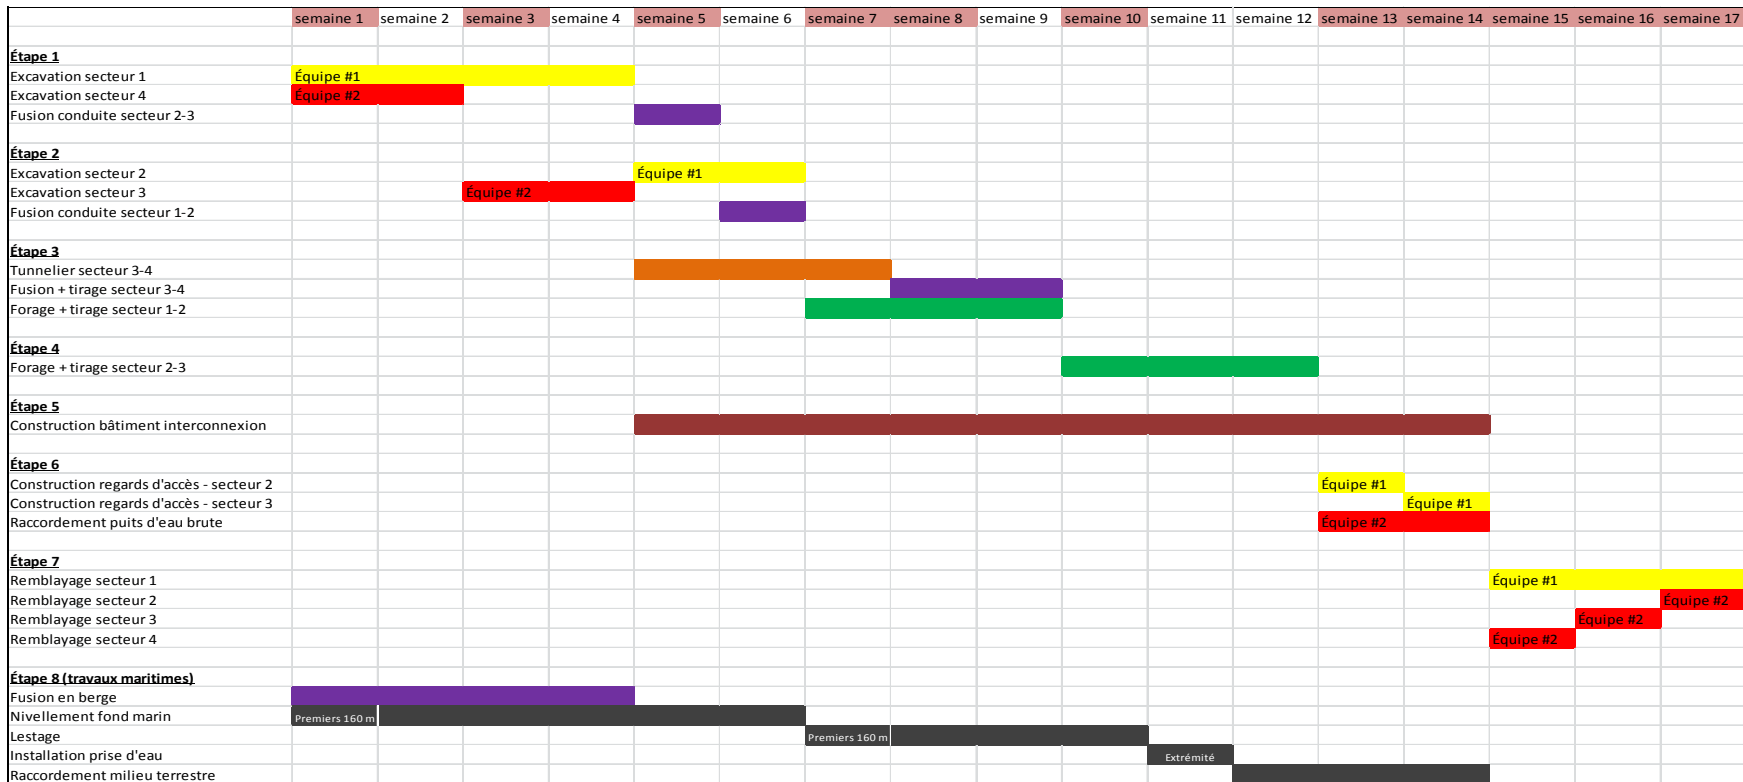 semaine 1 semaine 2 semaine 3 semaine 4 semaine 5 semaine 6 semaine 7 semaine 8 semaine 9 semaine 10 semaine 11 semaine 12 semaine 13 semaine 14 semaine 15 semaine 16 semaine 17
Étape 1
Excavation secteur 1 Équipe #1
Excavation secteur 4 Équipe #2
Fusion conduite secteur 2-3
Étape 2
Excavation secteur 2 Équipe #1
Excavation secteur 3 Équipe #2
Fusion conduite secteur 1-2
Étape 3
Tunnelier secteur 3-4
Fusion + tirage secteur 3-4
Forage + tirage secteur 1-2
Étape 4
Forage + tirage secteur 2-3
Étape 5
Construction bâtiment interconnexion
Étape 6
Construction regards d'accès - secteur 2 Équipe #1
Construction regards d'accès - secteur 3 Équipe #1
Raccordement puits d'eau brute Équipe #2
Étape 7
Remblayage secteur 1 Équipe #1
Remblayage secteur 2 Équipe #2
Remblayage secteur 3 Équipe #2
Remblayage secteur 4 Équipe #2
Étape 8 (travaux maritimes)
Fusion en berge
Nivellement fond marin Premiers 160 m
Lestage Premiers 160 m
Installation prise d'eau Extrémité
Raccordement milieu terrestre